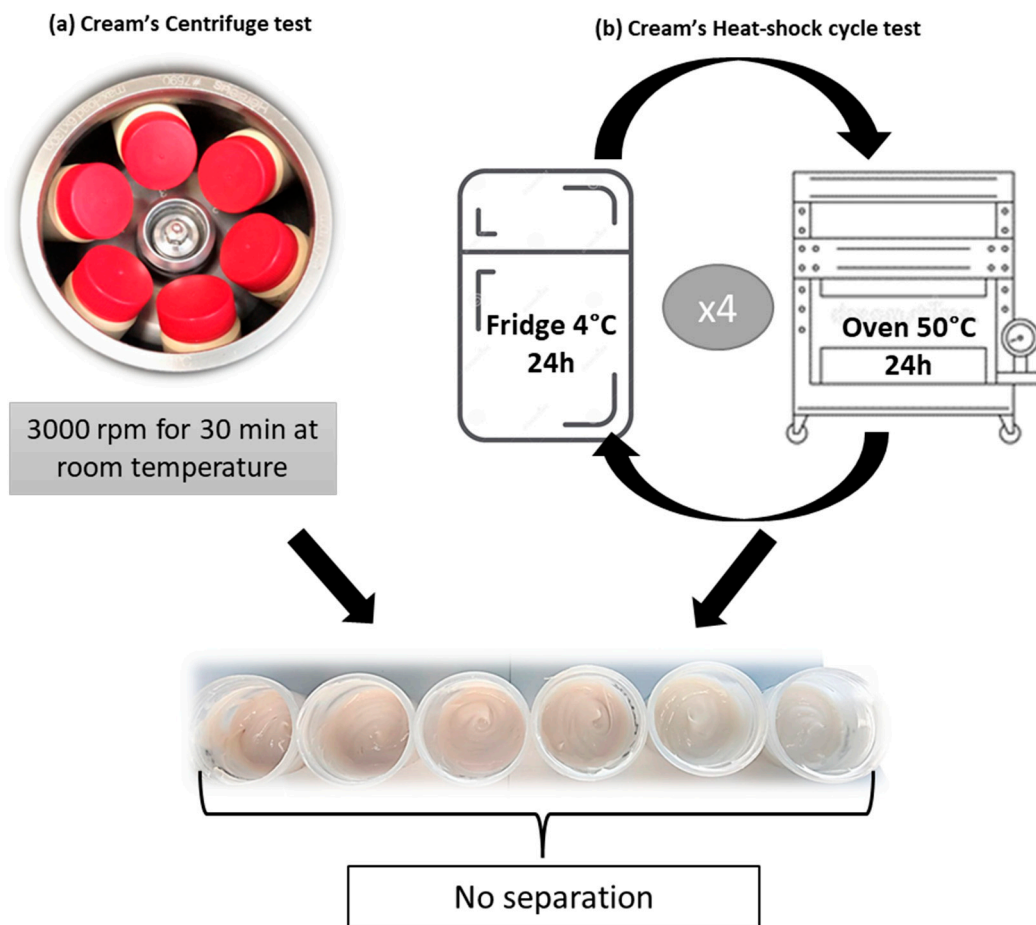 (a) Cream's Centrifuge test
(b) Cream's Heat-shock cycle test
3000 rpm for 30 min at
room temperature
Fridge 4°C
24h
x4
Oven 50°C
24h
No separation